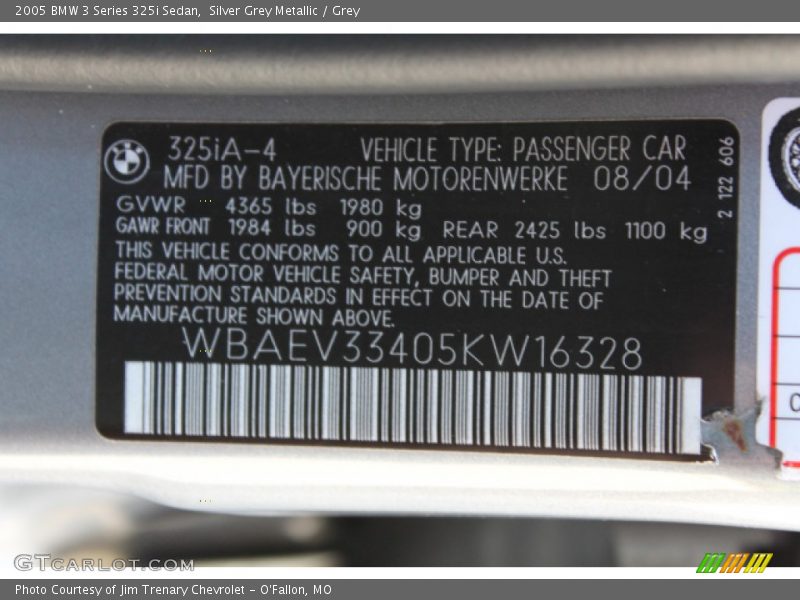 2005 BMW 3 Series 325i Sedan, Silver Grey Metallic / Grey
325iA-4 VEHICLE TYPE: PASSENGER CAR
MFD BY BAYERISCHE MOTORENWERKE 08/04
GVWR 4365 lbs 1980 kg
GAWR FRONT 1984 lbs 900 kg REAR 2425 lbs 1100 kg
THIS VEHICLE CONFORMS TO ALL APPLICABLE U.S.
FEDERAL MOTOR VEHICLE SAFETY, BUMPER AND THEFT
PREVENTION STANDARDS IN EFFECT ON THE DATE OF
MANUFACTURE SHOWN ABOVE.
WBAEV33405KW16328
2 122 606
GTCARLOT.COM
Photo Courtesy of Jim Trenary Chevrolet - O'Fallon, MO